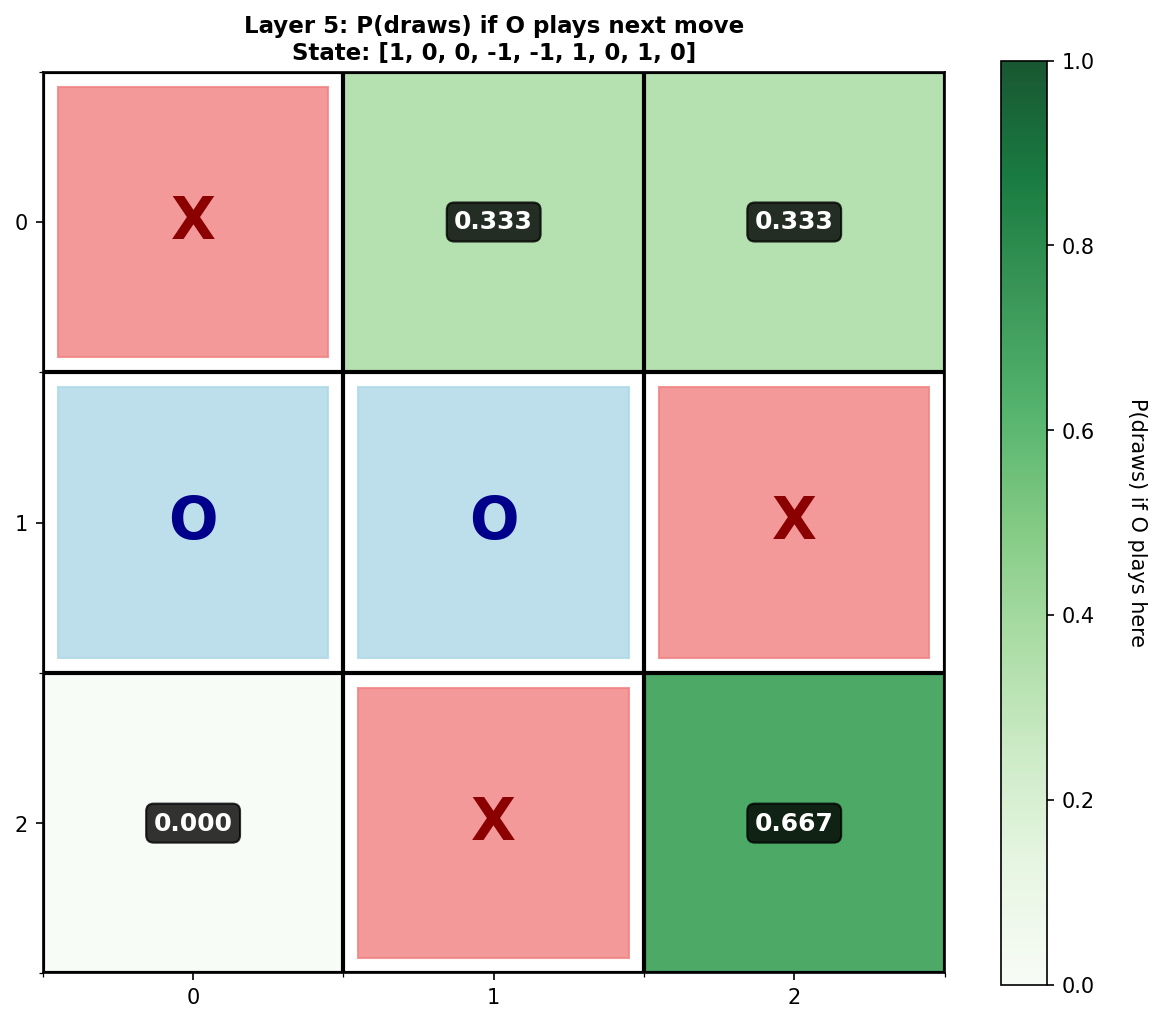 Layer 5: P(draws) if O plays next move
State: [1, 0, 0, -1, -1, 1, 0, 1, 0]
X
0.333
0.333
O
O
X
0.000
X
0.667
0
1
2
0
1
2
1.0
0.8
0.6
0.4
0.2
0.0
P(draws) if O plays here